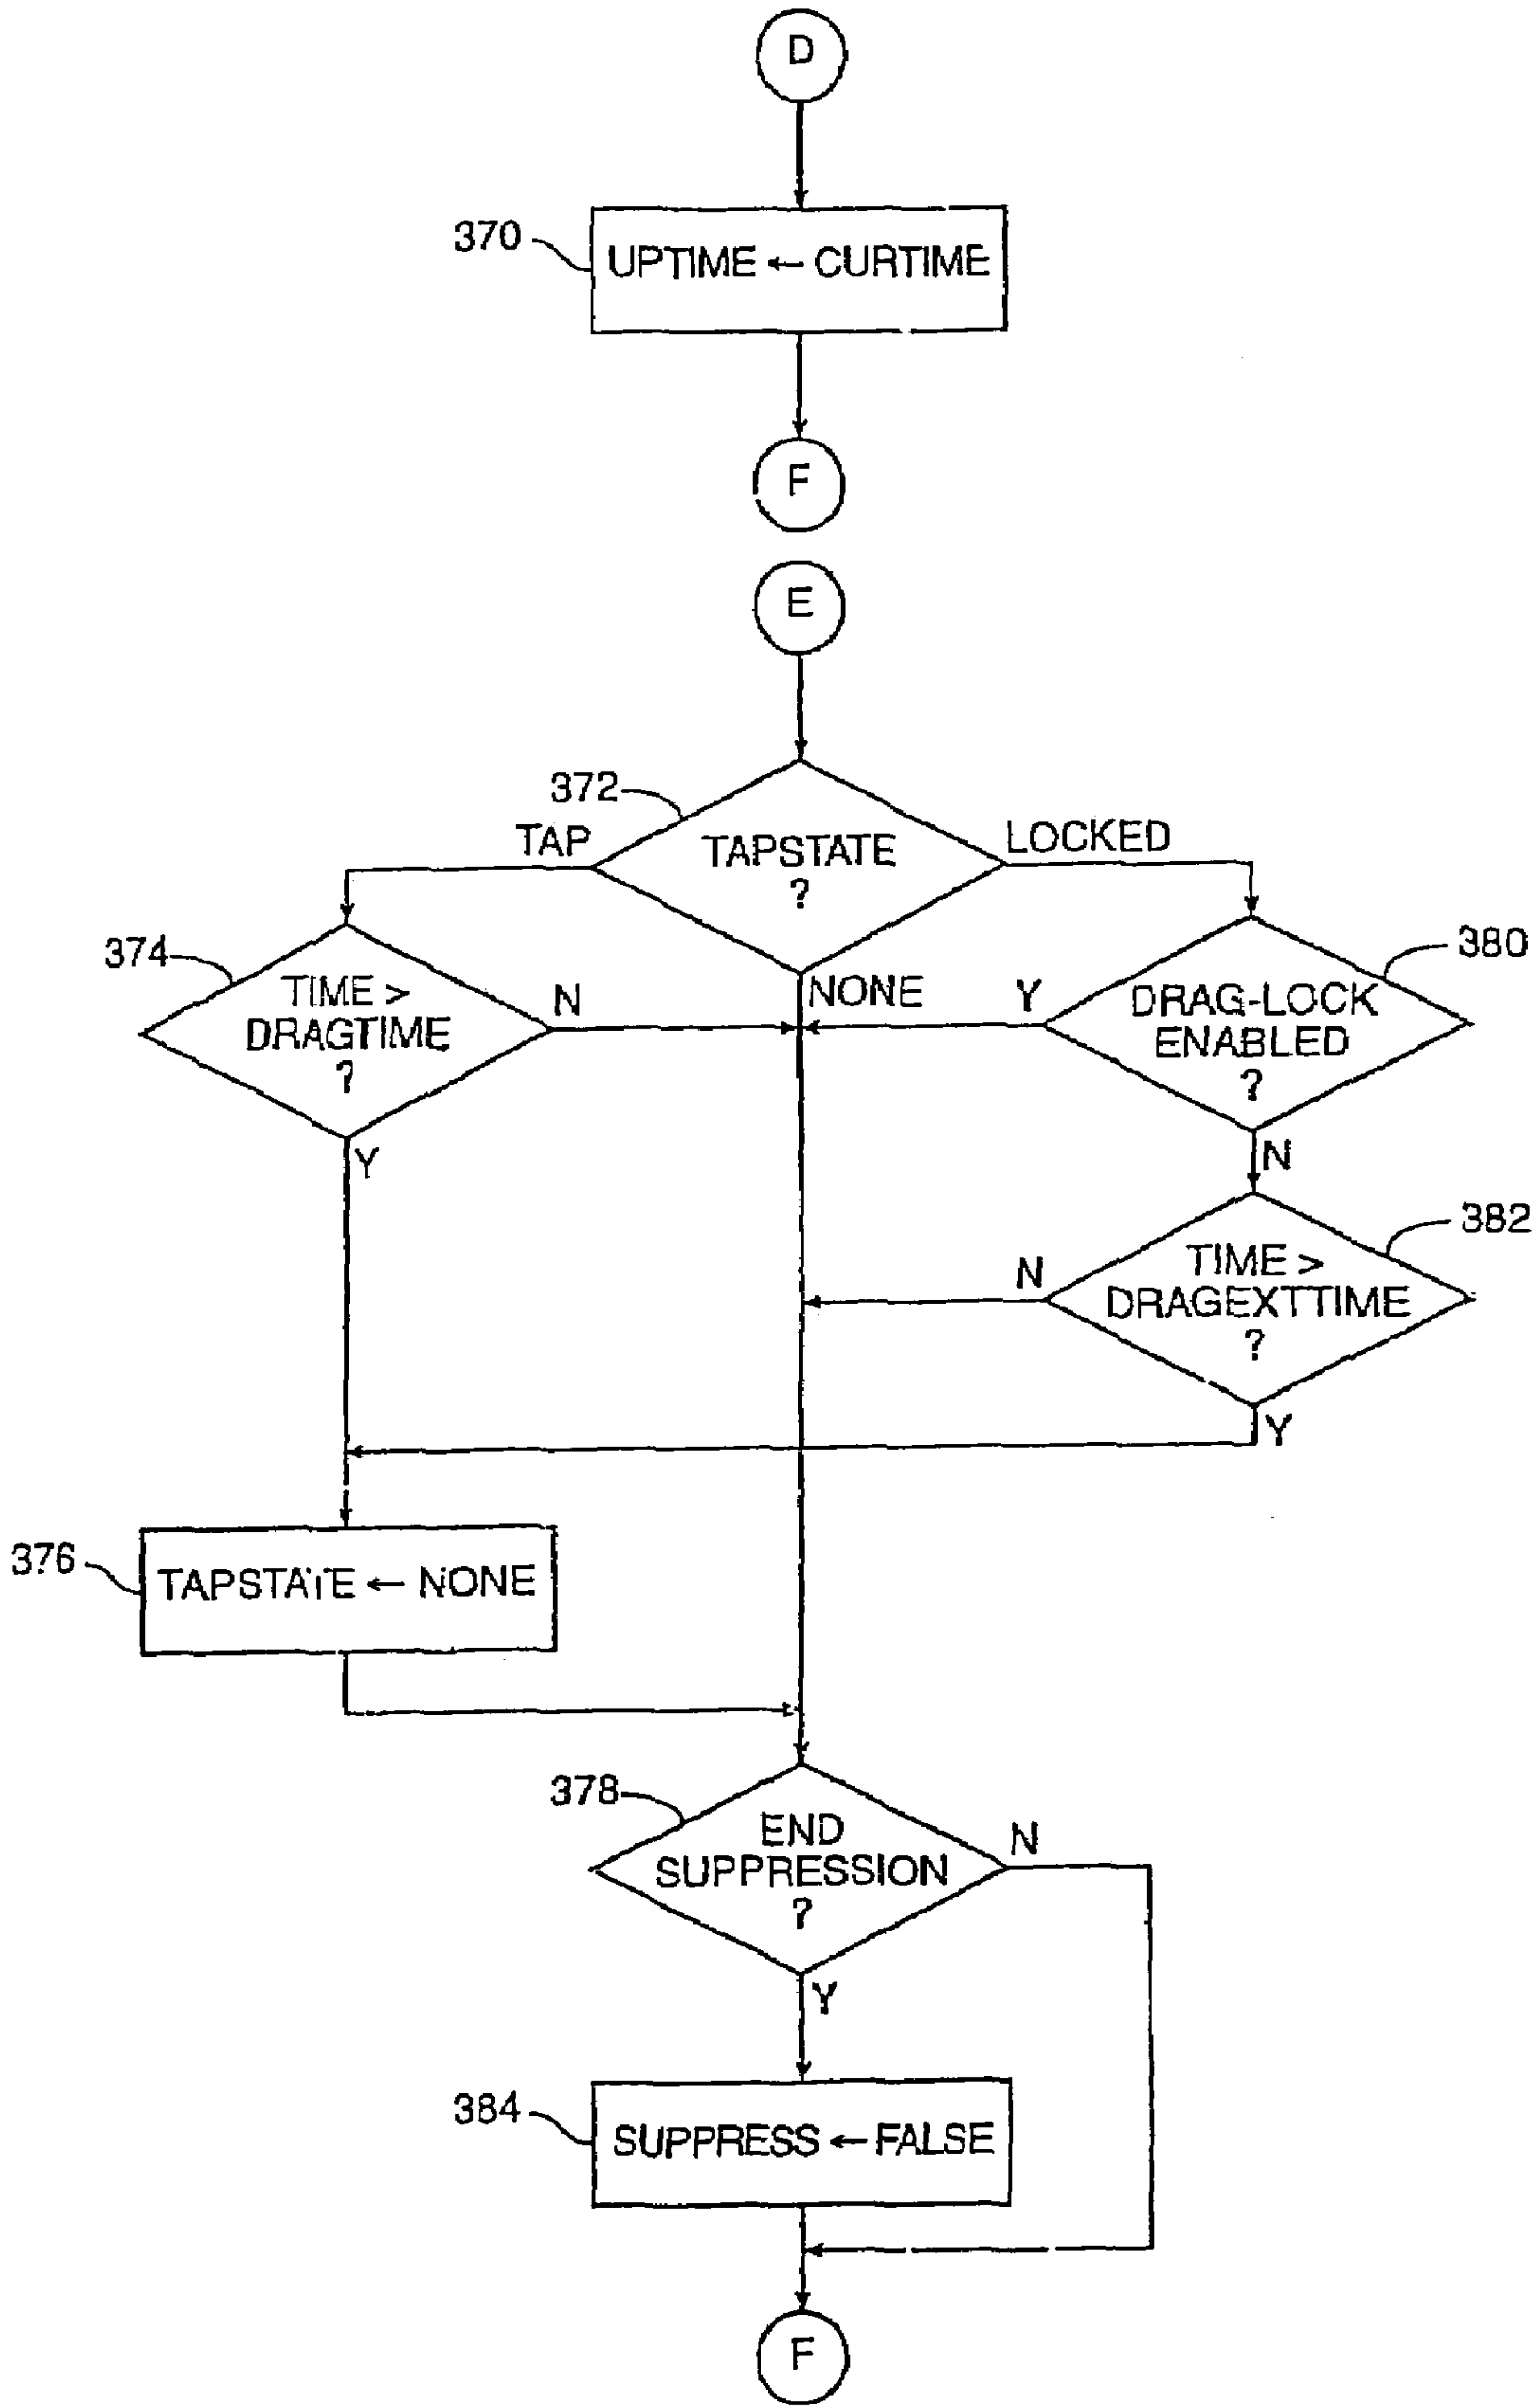 D
370
UPTIME ← CURTIME
F
E
372
TAP
TAPSTATE
?
LOCKED
374
TIME >
DRAGTIME
?
N
Y
NONE
Y
380
DRAG-LOCK
ENABLED
?
N
382
N
TIME >
DRAGEXTTIME
?
Y
376
TAPSTATE ← NONE
378
END
SUPPRESSION
?
N
Y
384
SUPPRESS ← FALSE
F